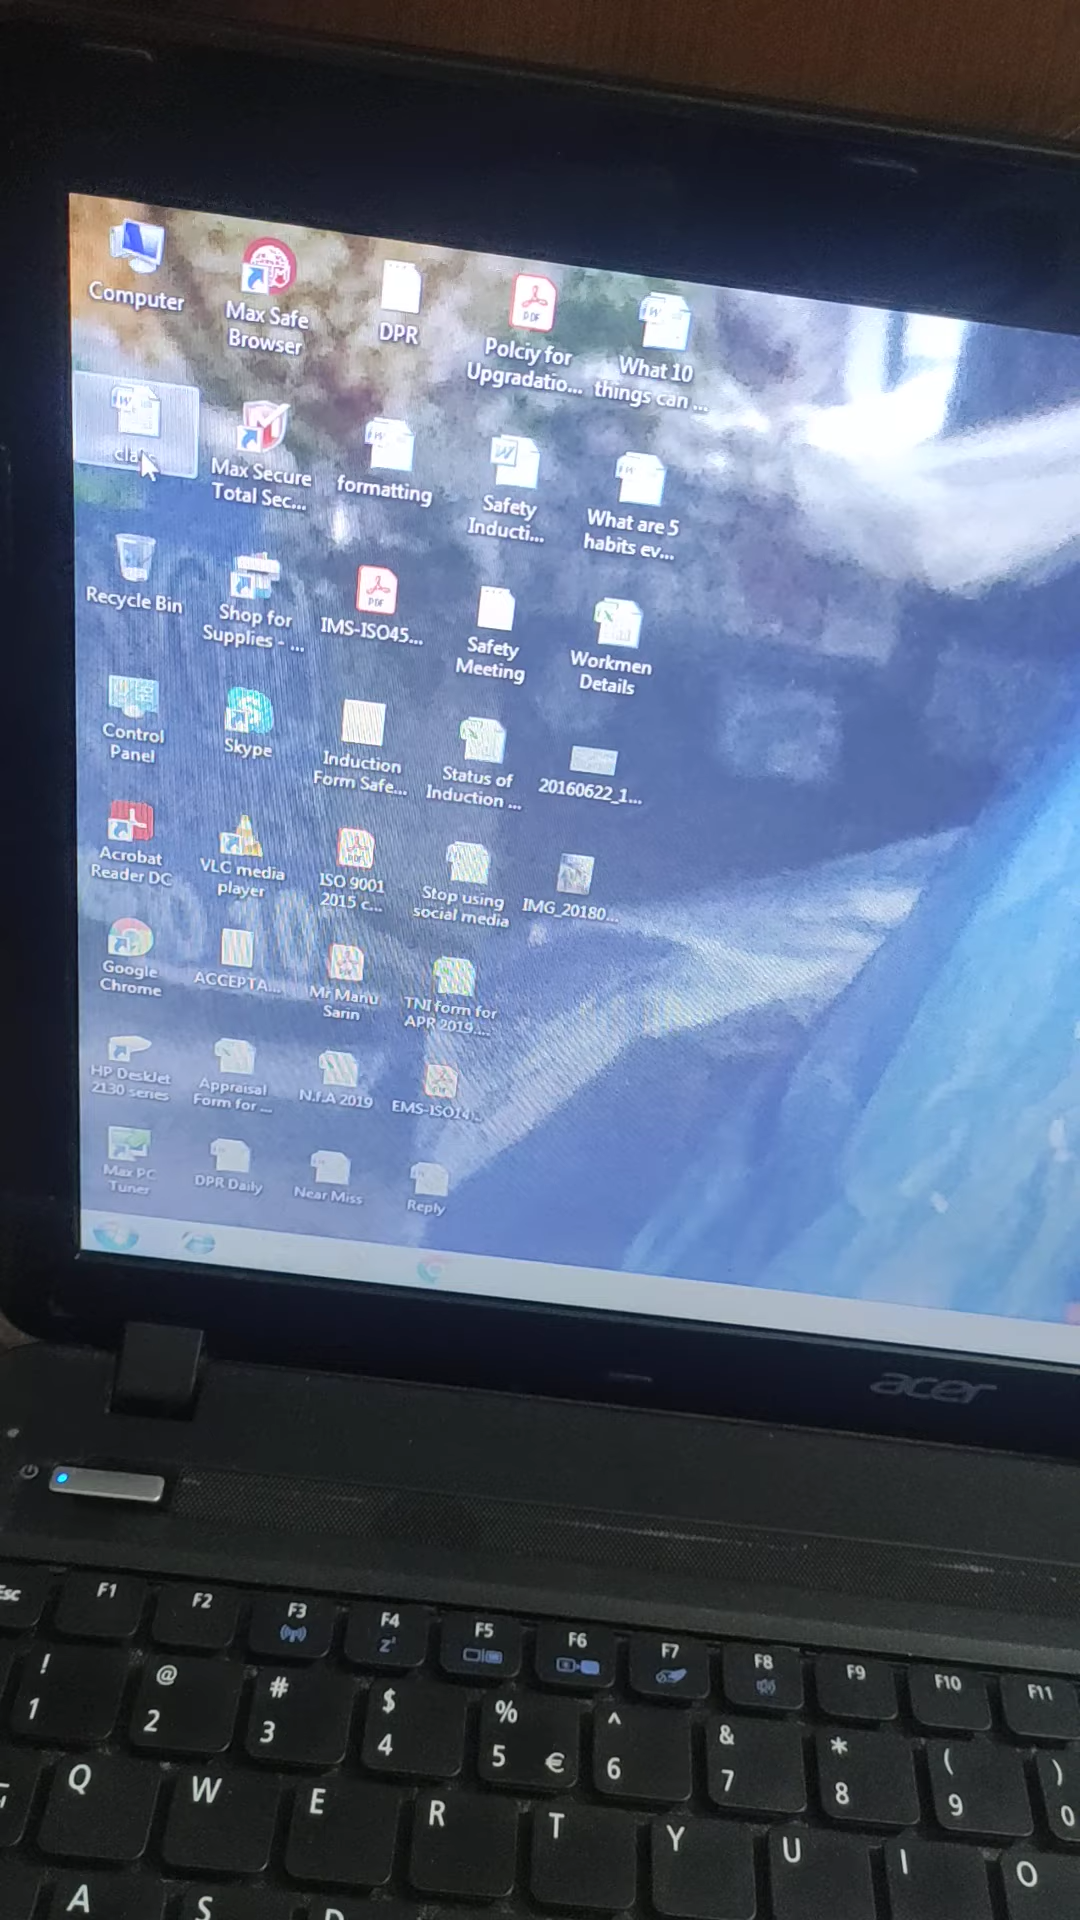 Computer
Max Safe
Browser
DPR
Polciy for
Upgradatio...
What 10
things can ...
Max Secure
Total Sec...
formatting
Safety
Inducti...
What are 5
habits ev...
Recycle Bin
Shop for
Supplies - ...
IMS-ISO45...
Safety
Meeting
Workmen
Details
Control
Panel
Skype
Induction
Form Safe...
Status of
Induction ...
20160622_1...
Acrobat
Reader DC
VLC media
player
ISO 9001
2015 c...
Stop using
social media
IMG_20180...
Google
Chrome
ACCEPTA...
Mr Manu
Sarin
TNI form for
APR 2019....
HP DeskJet
2130 series
Appraisal
Form for ...
N.F.A 2019
EMS-ISO14...
Max PC
Tuner
DPR Daily
Near Miss
Reply
acer
Esc F1 F2 F3 F4 F5 F6 F7 F8 F9 F10 F11
! @ # $ % ^ & * ( )
1 2 3 4 5 € 6 7 8 9 0
Q W E R T Y U I O
A S D